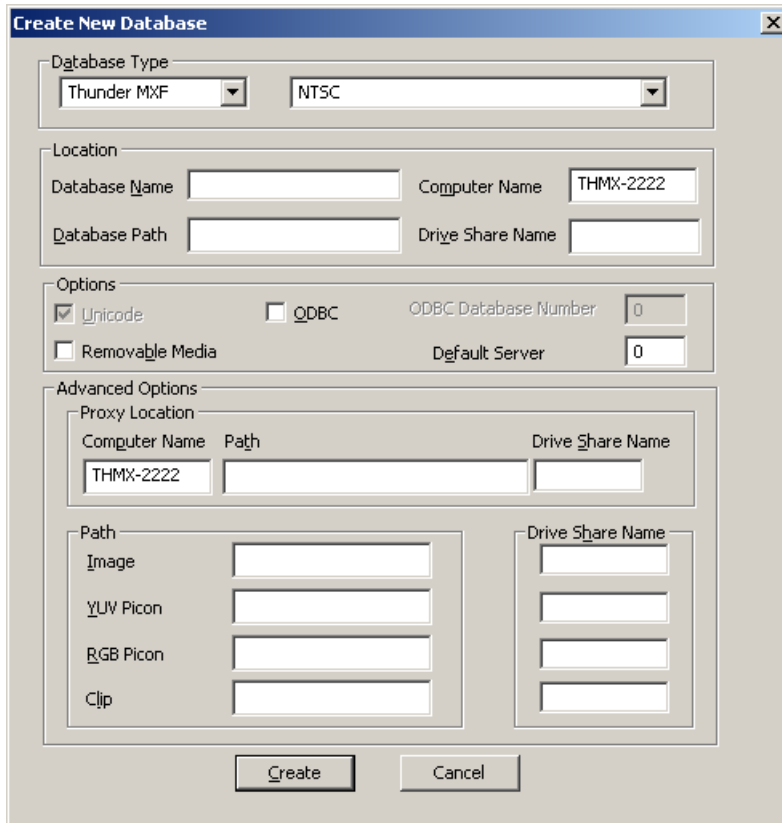 Create New Database
Database Type
Thunder MXF NTSC
Location
Database Name Computer Name THMX-2222
Database Path Drive Share Name
Options
Unicode ODBC ODBC Database Number 0
Removable Media Default Server 0
Advanced Options
Proxy Location
Computer Name Path Drive Share Name
THMX-2222
Path Drive Share Name
Image
YUV Picon
RGB Picon
Clip
Create Cancel